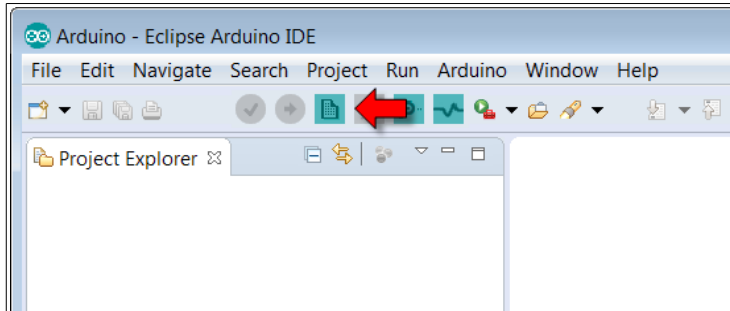 Arduino - Eclipse Arduino IDE
File Edit Navigate Search Project Run Arduino Window Help
Project Explorer